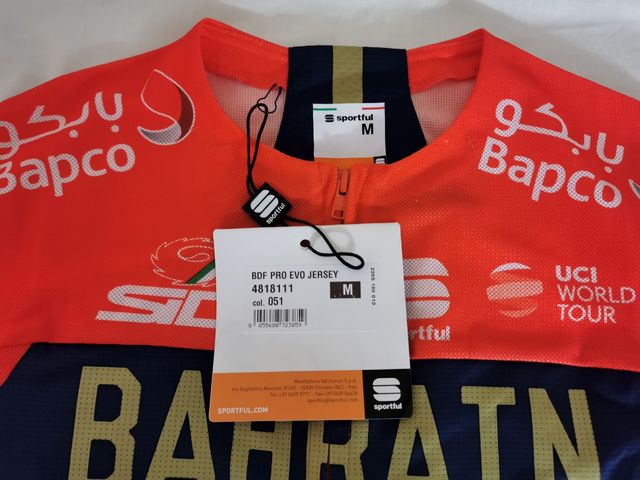 بابكو
Bapco
sportful
M
بابكو
Bapco
sportful
BDF PRO EVO JERSEY
4818111
M
col. 051
SIDI
sportful
UCI
WORLD
TOUR
SPORTFUL.COM
sportful
BAHRAIN